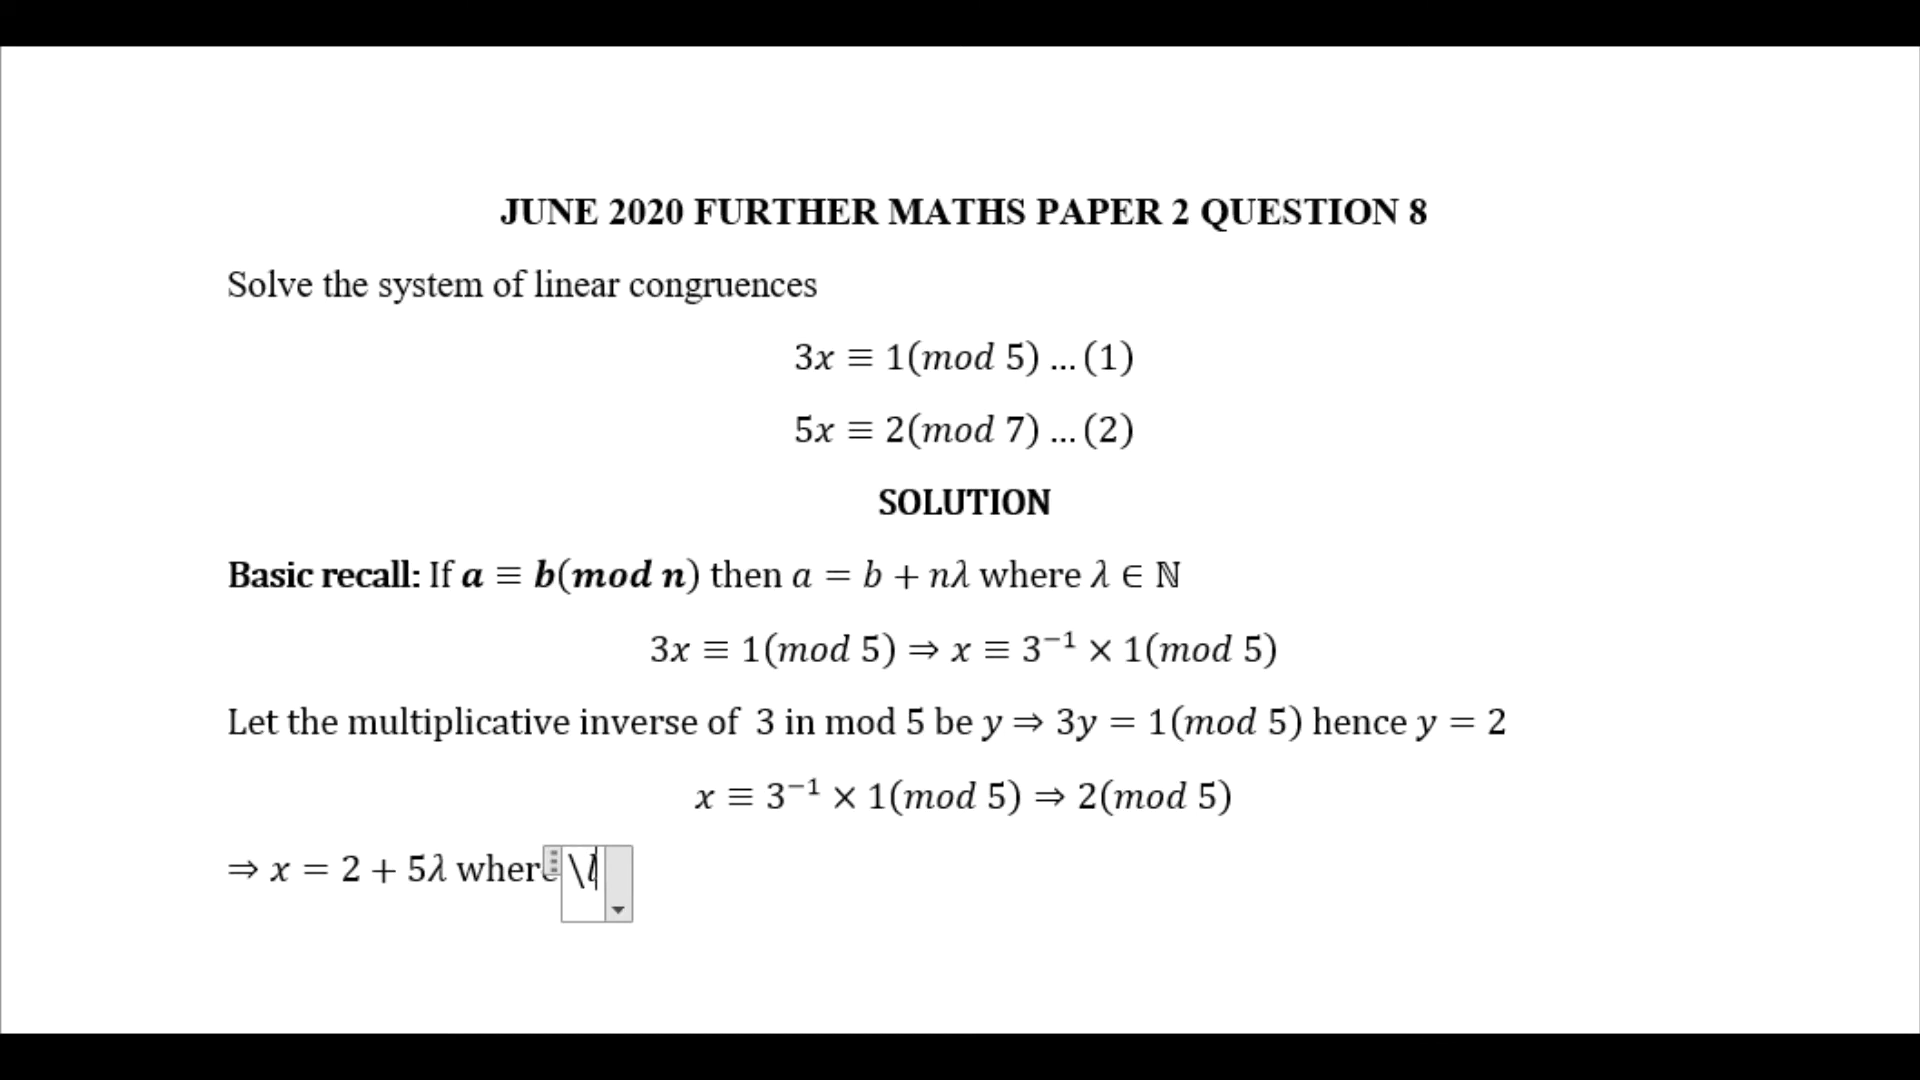 JUNE 2020 FURTHER MATHS PAPER 2 QUESTION 8
Solve the system of linear congruences
3x ≡ 1(mod 5) … (1)
5x ≡ 2(mod 7) … (2)
SOLUTION
Basic recall: If a ≡ b(mod n) then a = b + nλ where λ ∈ ℕ
3x ≡ 1(mod 5) ⇒ x ≡ 3⁻¹ × 1(mod 5)
Let the multiplicative inverse of 3 in mod 5 be y ⇒ 3y = 1(mod 5) hence y = 2
x ≡ 3⁻¹ × 1(mod 5) ⇒ 2(mod 5)
⇒ x = 2 + 5λ where \l